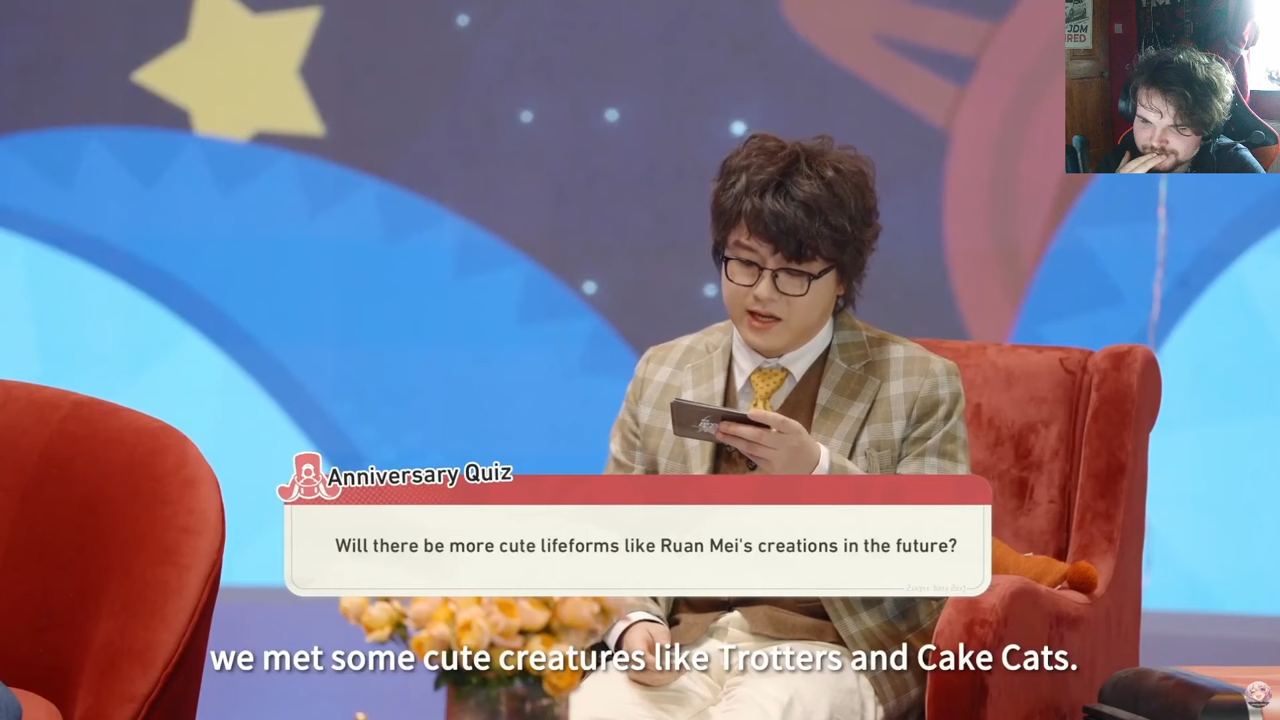 JDM
Anniversary Quiz
Will there be more cute lifeforms like Ruan Mei's creations in the future?
we met some cute creatures like Trotters and Cake Cats.